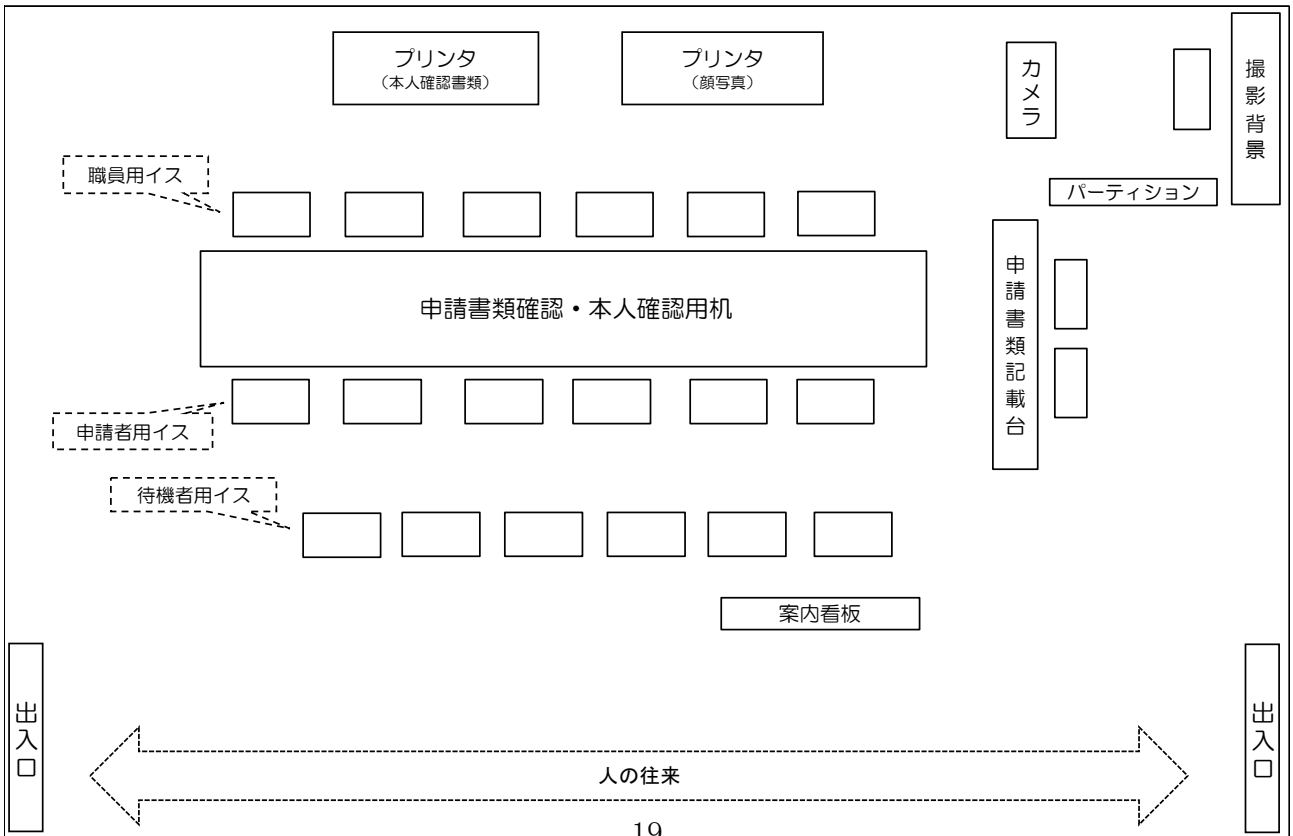 プリンタ
（本人確認書類）
プリンタ
（顔写真）
カメラ
撮影背景
職員用イス
パーティション
申請書類確認・本人確認用机
申請書類記載台
申請者用イス
待機者用イス
案内看板
出入口
出入口
人の往来
19